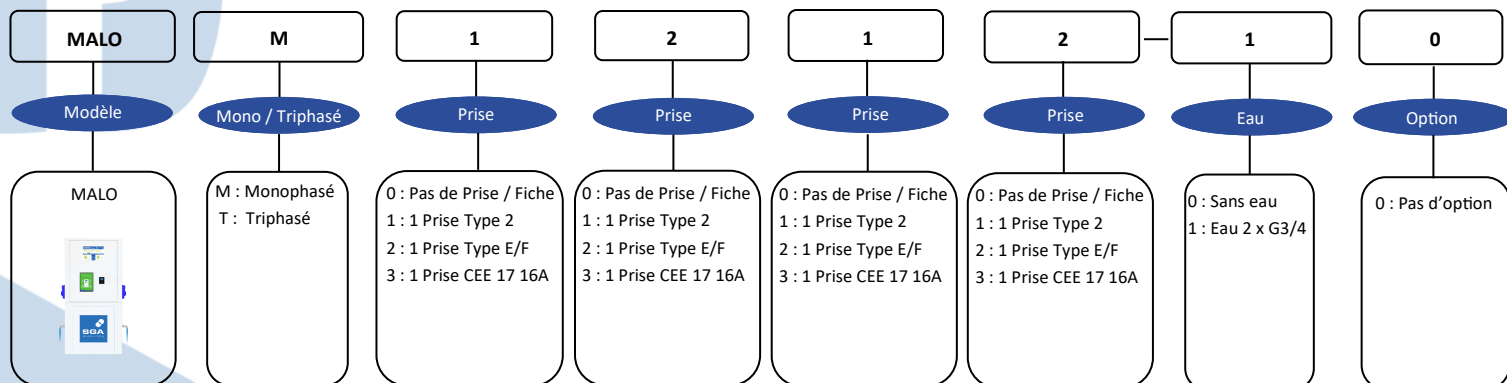 MALO M 1 2 1 2 — 1 0
Modèle Mono / Triphasé Prise Prise Prise Prise Eau Option
MALO
SGA
M : Monophasé
T : Triphasé
0 : Pas de Prise / Fiche
1 : 1 Prise Type 2
2 : 1 Prise Type E/F
3 : 1 Prise CEE 17 16A
0 : Pas de Prise / Fiche
1 : 1 Prise Type 2
2 : 1 Prise Type E/F
3 : 1 Prise CEE 17 16A
0 : Pas de Prise / Fiche
1 : 1 Prise Type 2
2 : 1 Prise Type E/F
3 : 1 Prise CEE 17 16A
0 : Pas de Prise / Fiche
1 : 1 Prise Type 2
2 : 1 Prise Type E/F
3 : 1 Prise CEE 17 16A
0 : Sans eau
1 : Eau 2 x G3/4
0 : Pas d’option